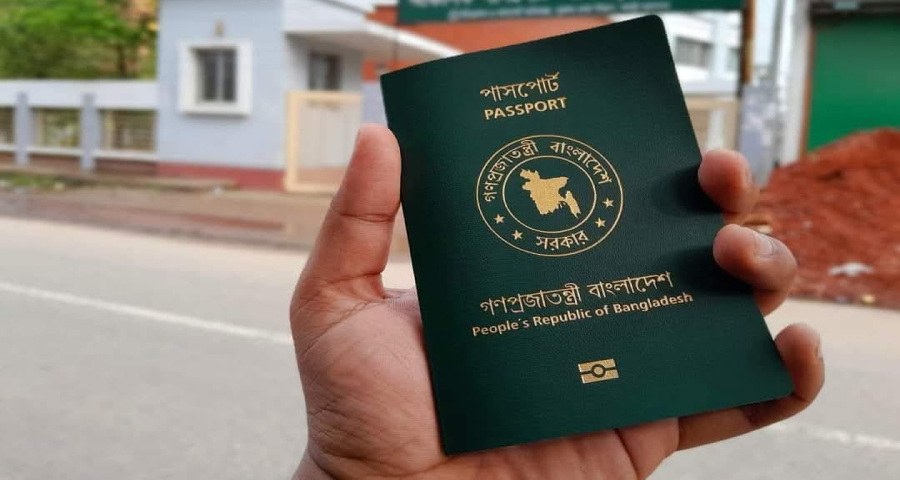 পাসপোর্ট
PASSPORT
গণপ্রজাতন্ত্রী বাংলাদেশ
সরকার
গণপ্রজাতন্ত্রী বাংলাদেশ
People's Republic of Bangladesh